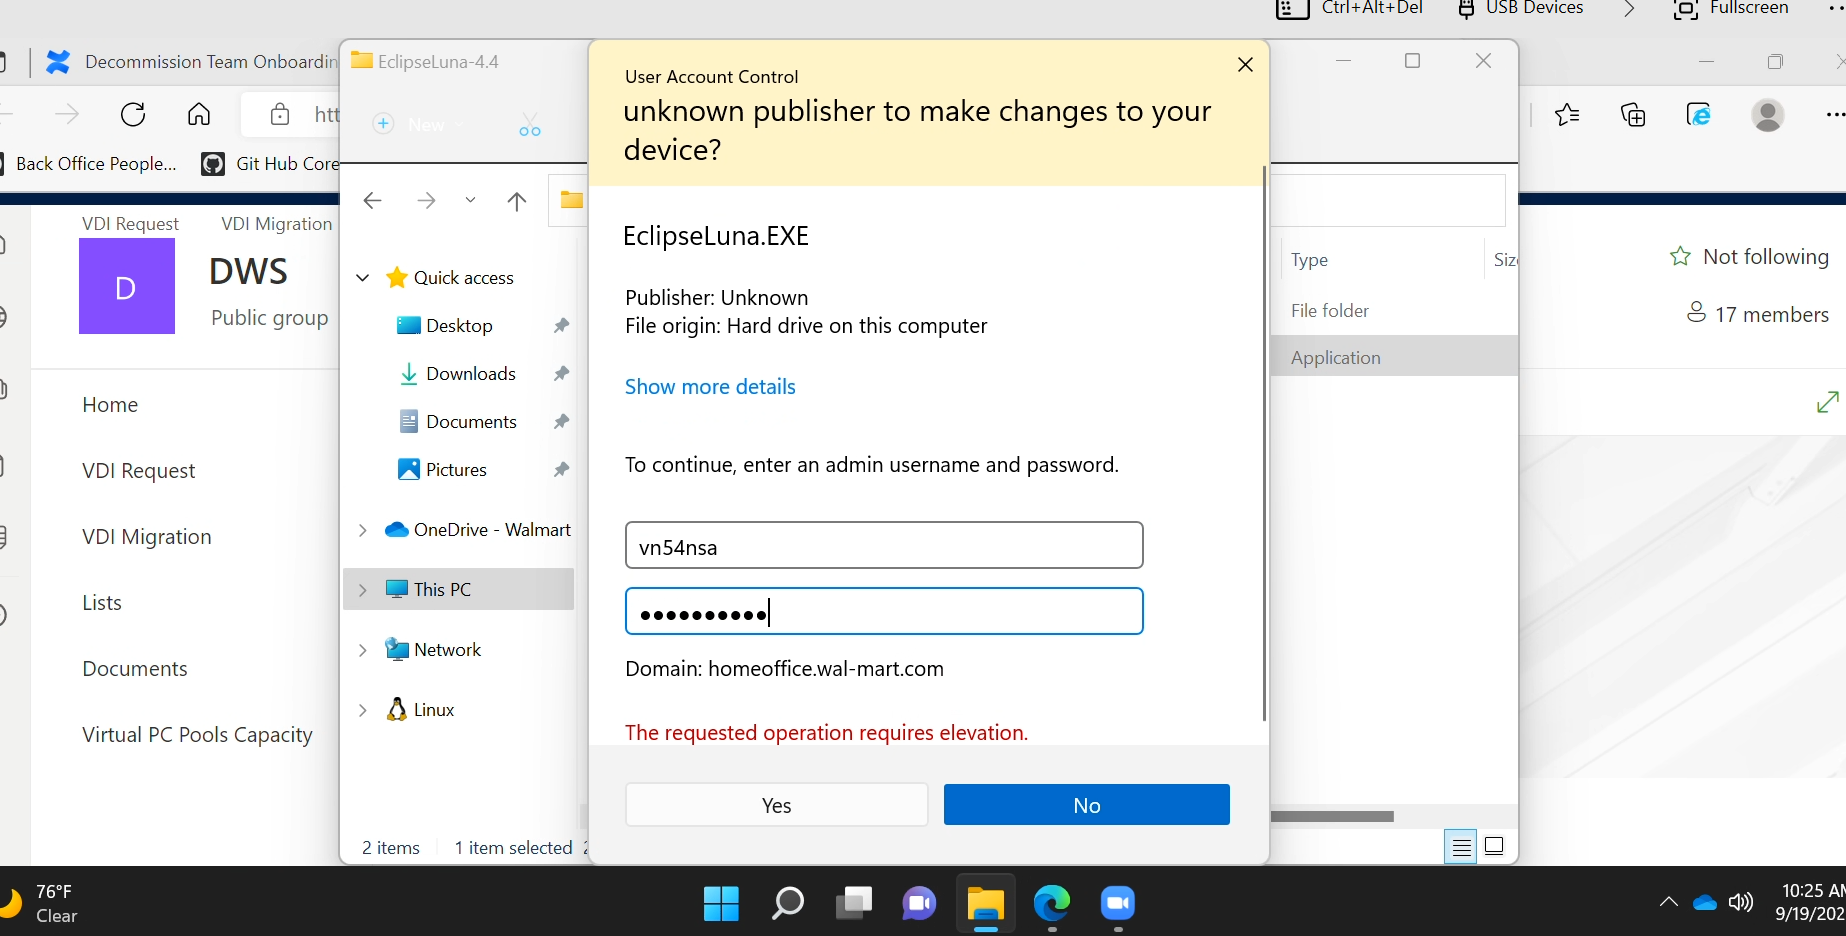 Ctrl+Alt+Del
USB Devices
Fullscreen
Decommission Team Onboardin
EclipseLuna-4.4
User Account Control
unknown publisher to make changes to your
device?
htt
New
Back Office People...
Git Hub Core
VDI Request
VDI Migration
D
DWS
Public group
Not following
17 members
Home
VDI Request
VDI Migration
Lists
Documents
Virtual PC Pools Capacity
Quick access
Desktop
Downloads
Documents
Pictures
OneDrive - Walmart
This PC
Network
Linux
2 items
1 item selected
EclipseLuna.EXE
Publisher: Unknown
File origin: Hard drive on this computer
Show more details
To continue, enter an admin username and password.
vn54nsa
Domain: homeoffice.wal-mart.com
The requested operation requires elevation.
Yes
No
Type
Siz
File folder
Application
76°F
Clear
10:25 AM
9/19/202